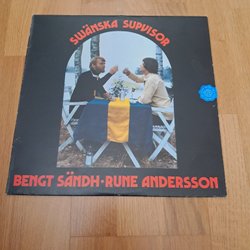 SWÄNSKA SUPVISOR
BENGT SÄNDH · RUNE ANDERSSON